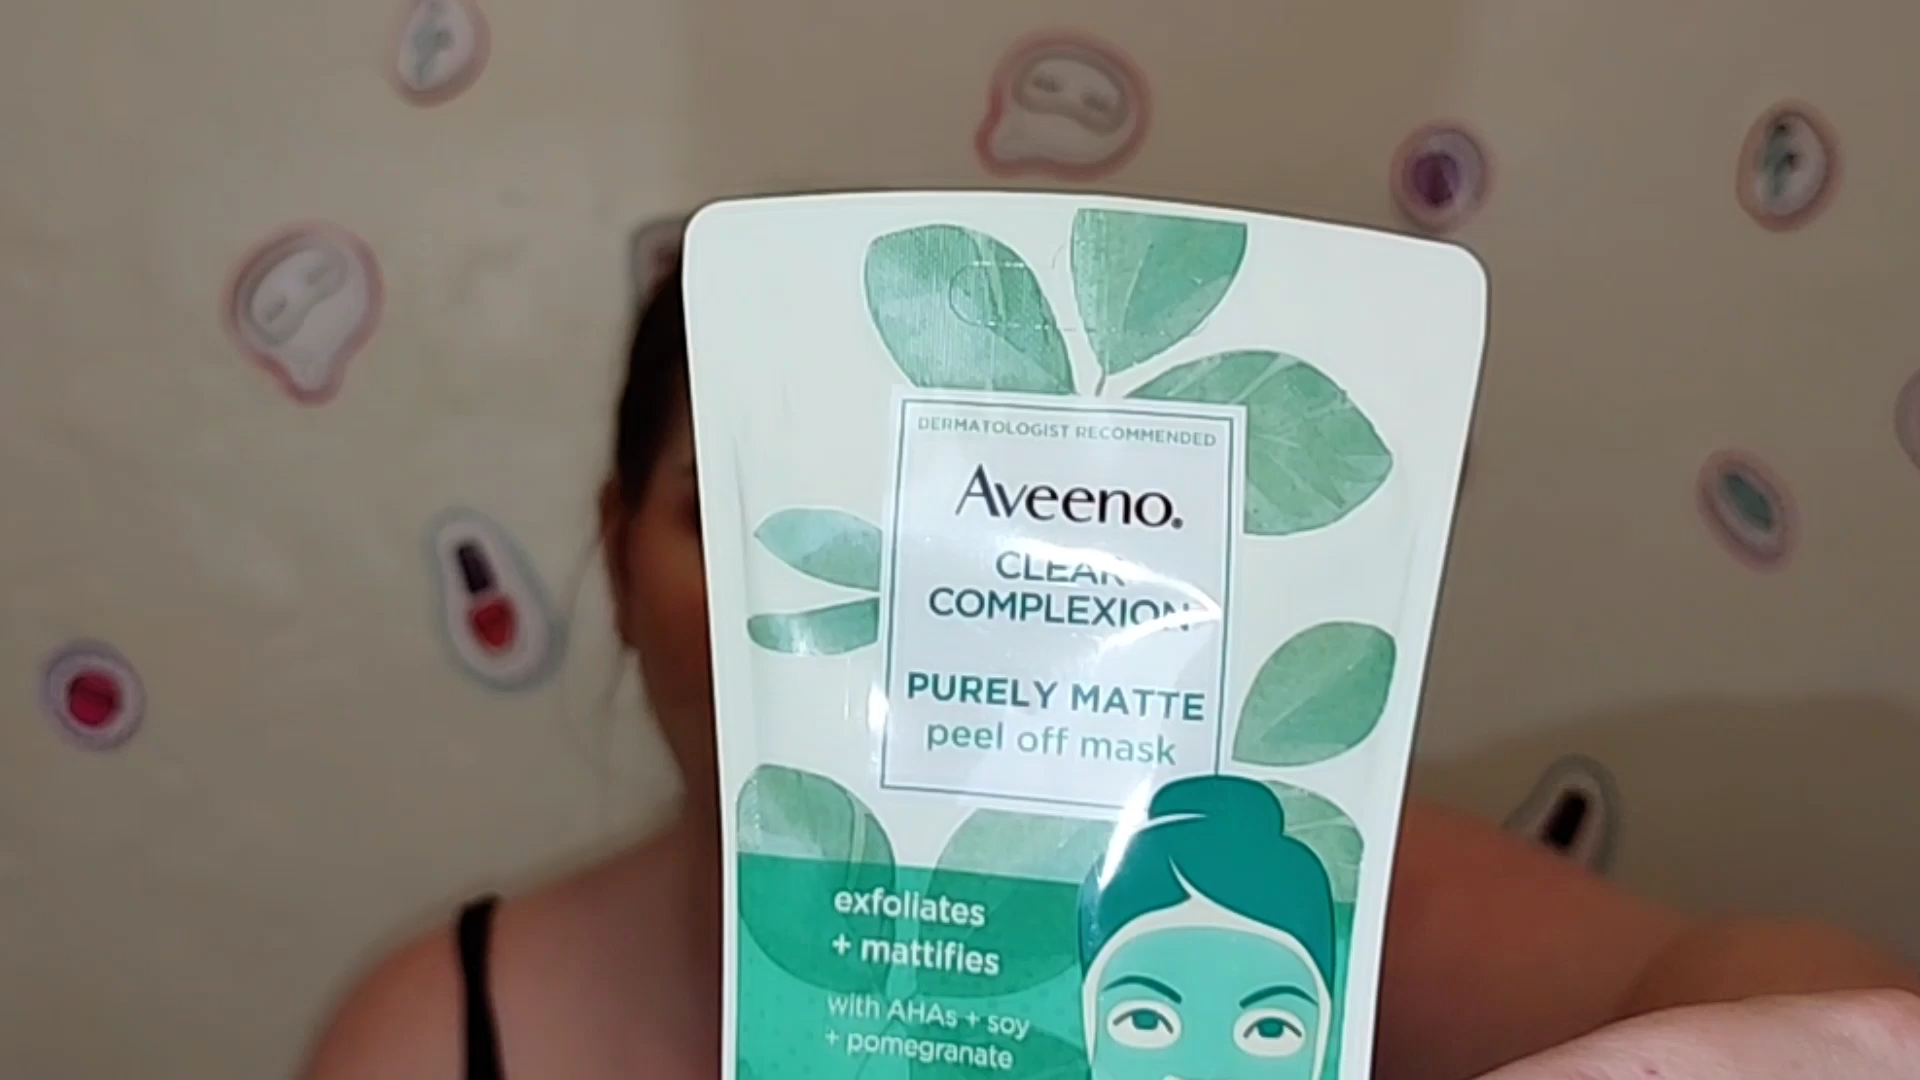 DERMATOLOGIST RECOMMENDED
Aveeno.
CLEAR
COMPLEXION
PURELY MATTE
peel off mask
exfoliates
+ mattifies
with AHAs + soy
+ pomegranate